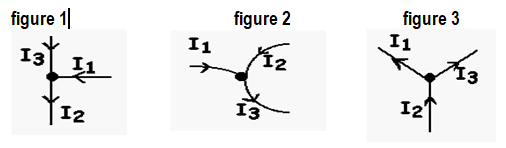 figure 1 figure 2 figure 3
I3 I1 I2
I1 I2 I3
I1 I3 I2